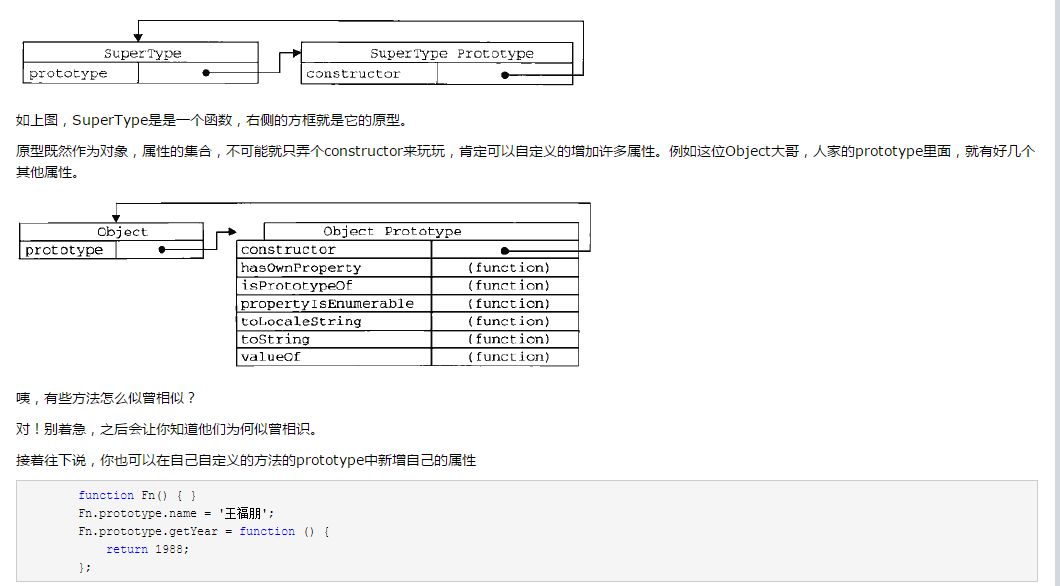 SuperType
SuperType Prototype
prototype
constructor
如上图，SuperType是是一个函数，右侧的方框就是它的原型。
原型既然作为对象，属性的集合，不可能就只弄个constructor来玩玩，肯定可以自定义的增加许多属性。例如这位Object大哥，人家的prototype里面，就有好几个
其他属性。
Object
Object Prototype
prototype
constructor
hasOwnProperty (function)
isPrototypeOf (function)
propertyIsEnumerable (function)
toLocaleString (function)
toString (function)
valueOf (function)
咦，有些方法怎么似曾相似？
对！别着急，之后会让你知道他们为何似曾相识。
接着往下说，你也可以在自己自定义的方法的prototype中新增自己的属性
function Fn() { }
Fn.prototype.name = '王福朋';
Fn.prototype.getYear = function () {
return 1988;
};